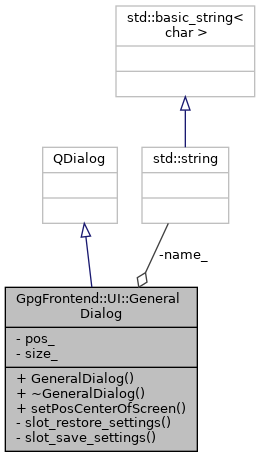 std::basic_string<
char >
QDialog
std::string
-name_
GpgFrontend::UI::General
Dialog
- pos_
- size_
+ GeneralDialog()
+ ~GeneralDialog()
+ setPosCenterOfScreen()
- slot_restore_settings()
- slot_save_settings()